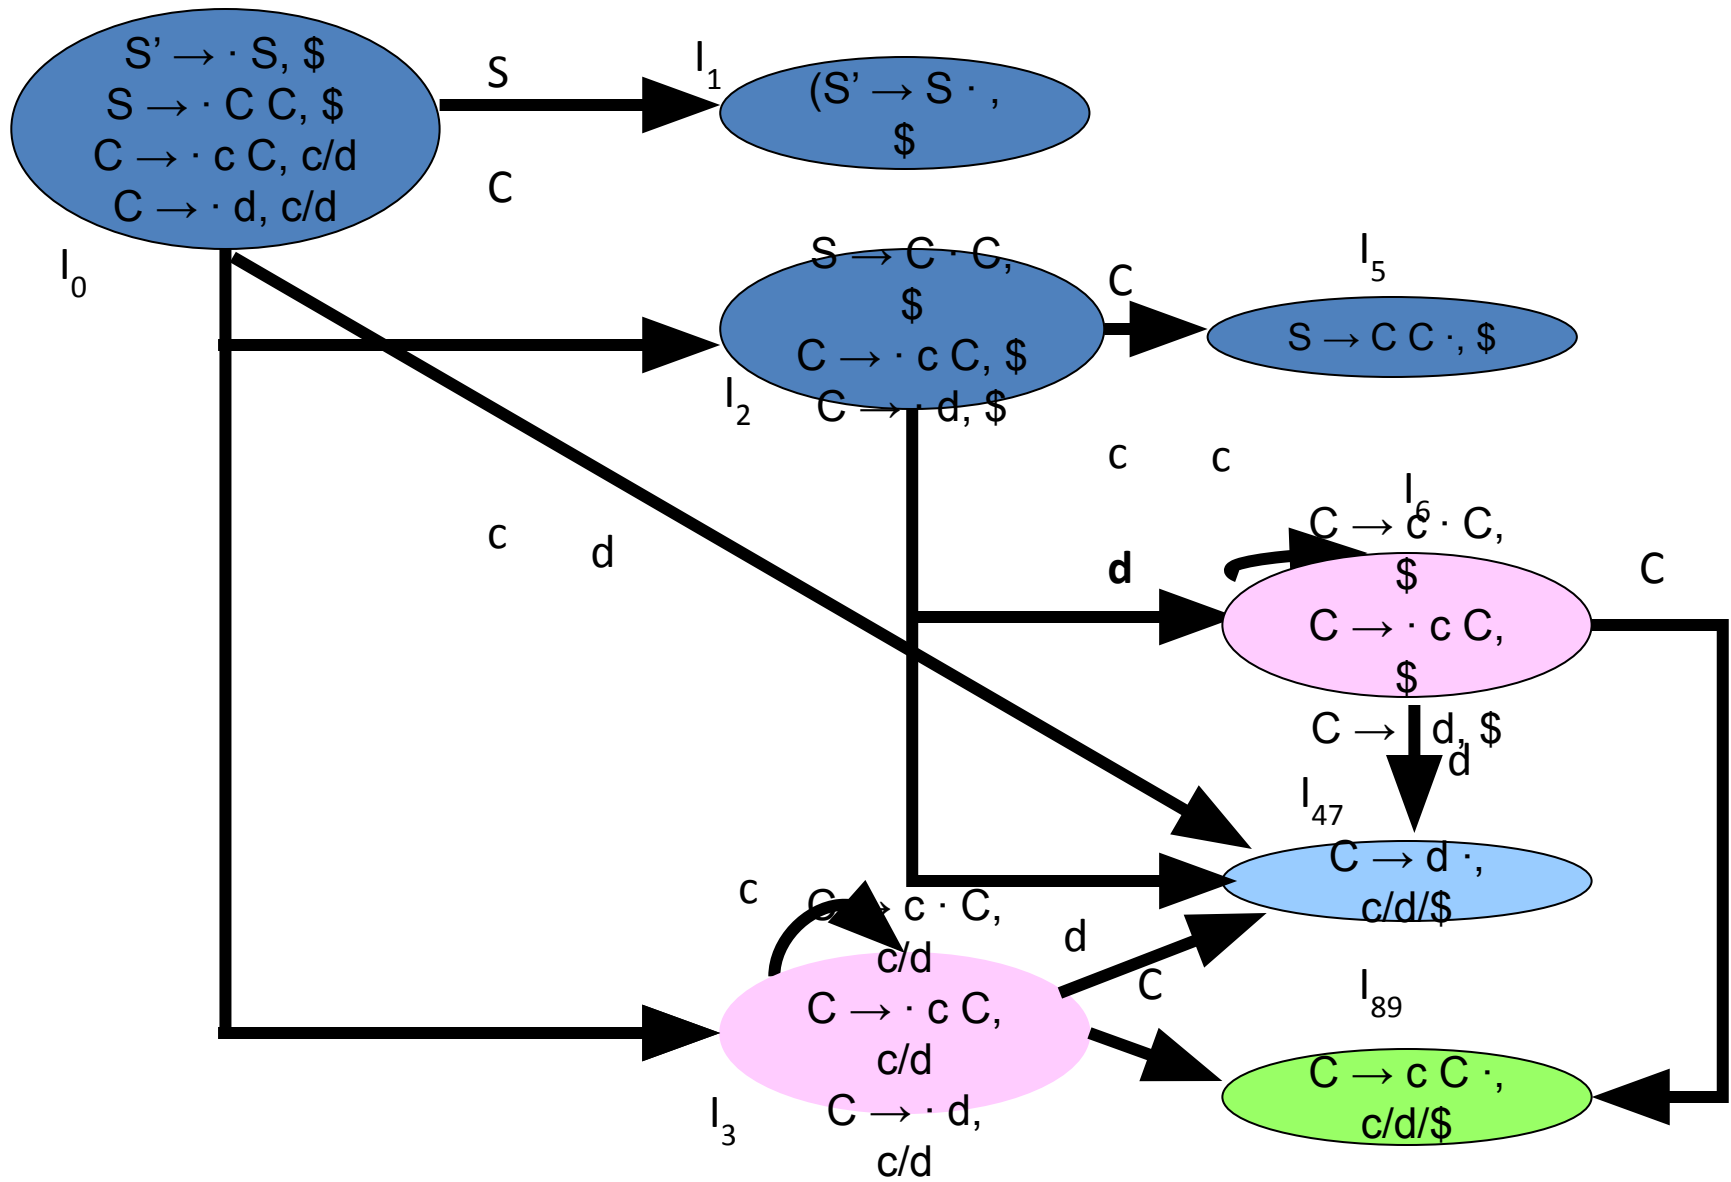 S’ → · S, $
S → · C C, $
C → · c C, c/d
C → · d, c/d
I0
S
C
I1
(S’ → S · ,
$
S → C · C,
$
C → · c C, $
C → · d, $
I2
C
I5
S → C C ·, $
c
d
c
c
d
I6
C → c · C,
$
C → · c C,
$
C → · d, $
C
d
I47
C → d ·,
c/d/$
c
C → c · C,
c/d
C → · c C,
c/d
C → · d,
c/d
I3
d
C
I89
C → c C ·,
c/d/$